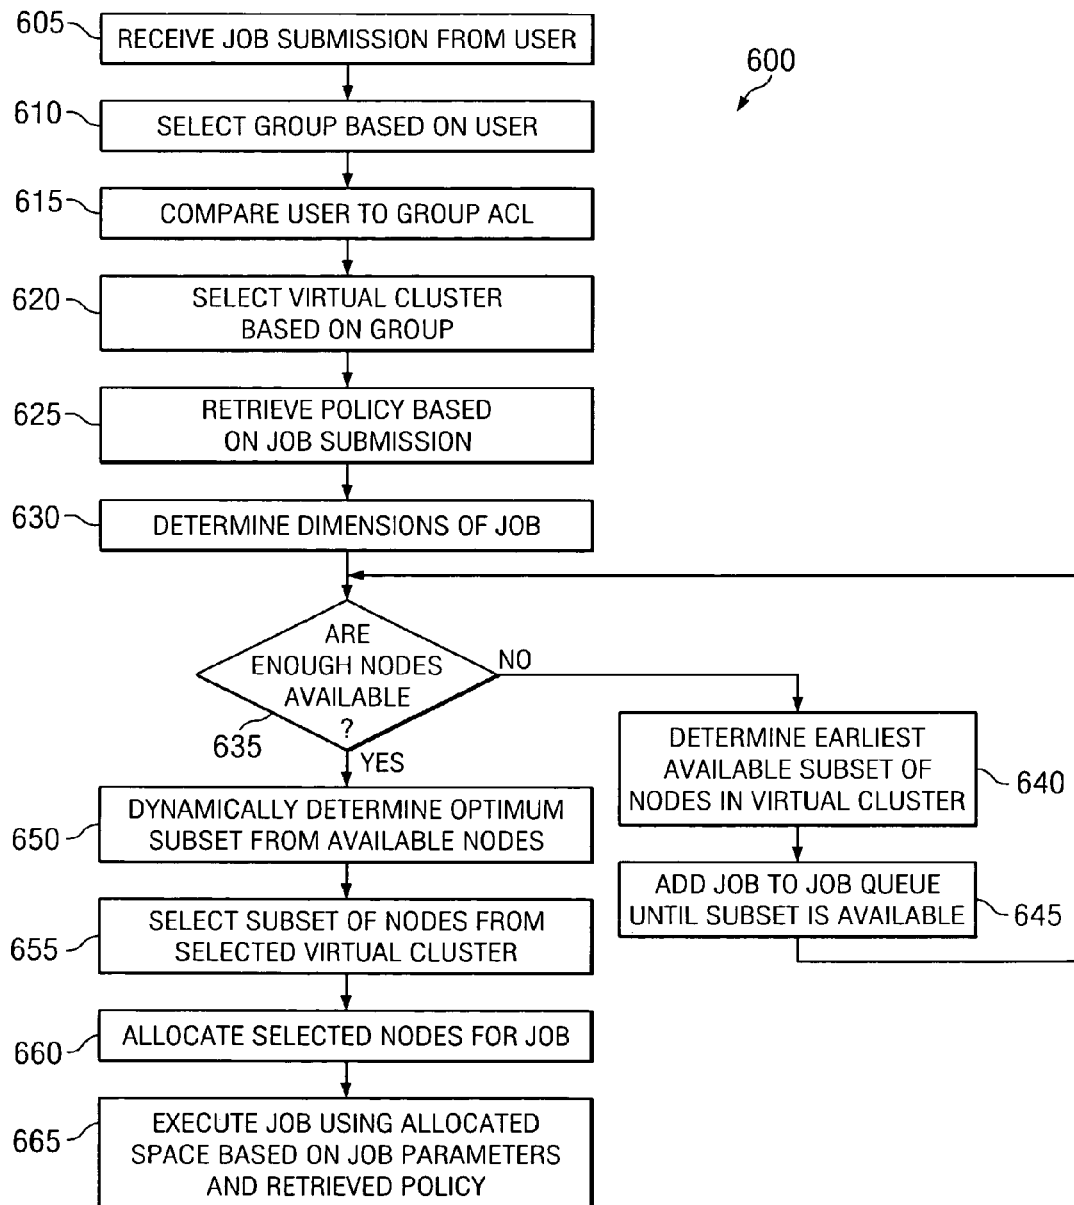 605
RECEIVE JOB SUBMISSION FROM USER
600
610
SELECT GROUP BASED ON USER
615
COMPARE USER TO GROUP ACL
620
SELECT VIRTUAL CLUSTER
BASED ON GROUP
625
RETRIEVE POLICY BASED
ON JOB SUBMISSION
630
DETERMINE DIMENSIONS OF JOB
ARE
ENOUGH NODES
AVAILABLE
?
635
NO
YES
DETERMINE EARLIEST
AVAILABLE SUBSET OF
NODES IN VIRTUAL CLUSTER
640
ADD JOB TO JOB QUEUE
UNTIL SUBSET IS AVAILABLE
645
650
DYNAMICALLY DETERMINE OPTIMUM
SUBSET FROM AVAILABLE NODES
655
SELECT SUBSET OF NODES FROM
SELECTED VIRTUAL CLUSTER
660
ALLOCATE SELECTED NODES FOR JOB
665
EXECUTE JOB USING ALLOCATED
SPACE BASED ON JOB PARAMETERS
AND RETRIEVED POLICY